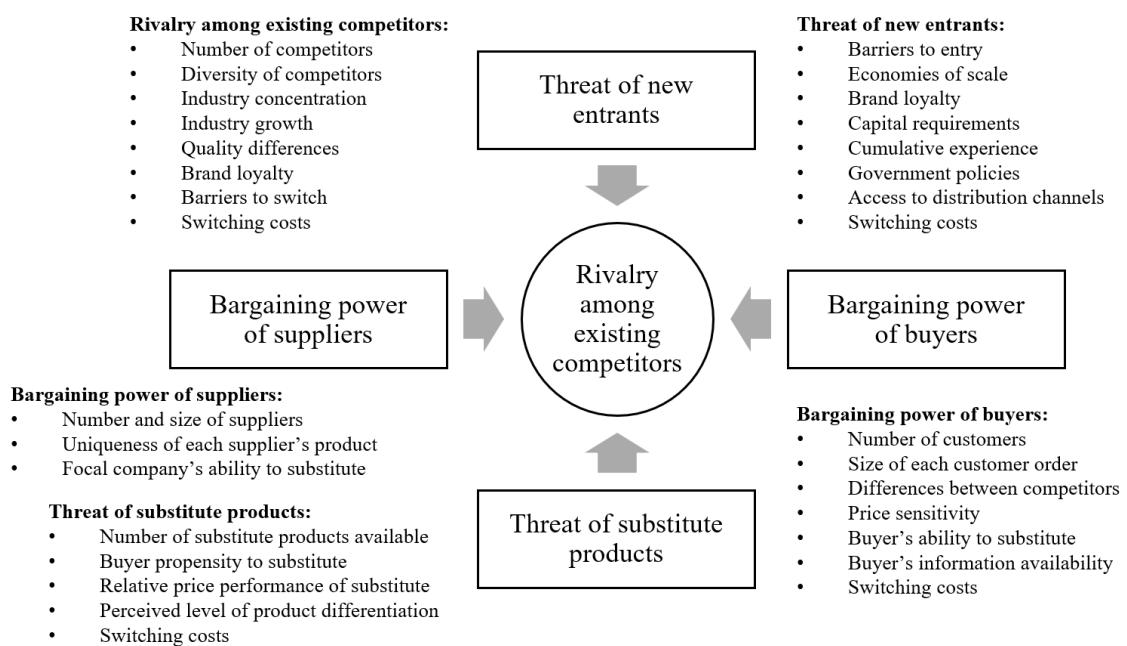 Rivalry among existing competitors:
• Number of competitors
• Diversity of competitors
• Industry concentration
• Industry growth
• Quality differences
• Brand loyalty
• Barriers to switch
• Switching costs
Threat of new
entrants
Threat of new entrants:
• Barriers to entry
• Economies of scale
• Brand loyalty
• Capital requirements
• Cumulative experience
• Government policies
• Access to distribution channels
• Switching costs
Bargaining power
of suppliers
Rivalry
among
existing
competitors
Bargaining power
of buyers
Bargaining power of suppliers:
• Number and size of suppliers
• Uniqueness of each supplier’s product
• Focal company’s ability to substitute
Threat of substitute products:
• Number of substitute products available
• Buyer propensity to substitute
• Relative price performance of substitute
• Perceived level of product differentiation
• Switching costs
Threat of substitute
products
Bargaining power of buyers:
• Number of customers
• Size of each customer order
• Differences between competitors
• Price sensitivity
• Buyer’s ability to substitute
• Buyer’s information availability
• Switching costs